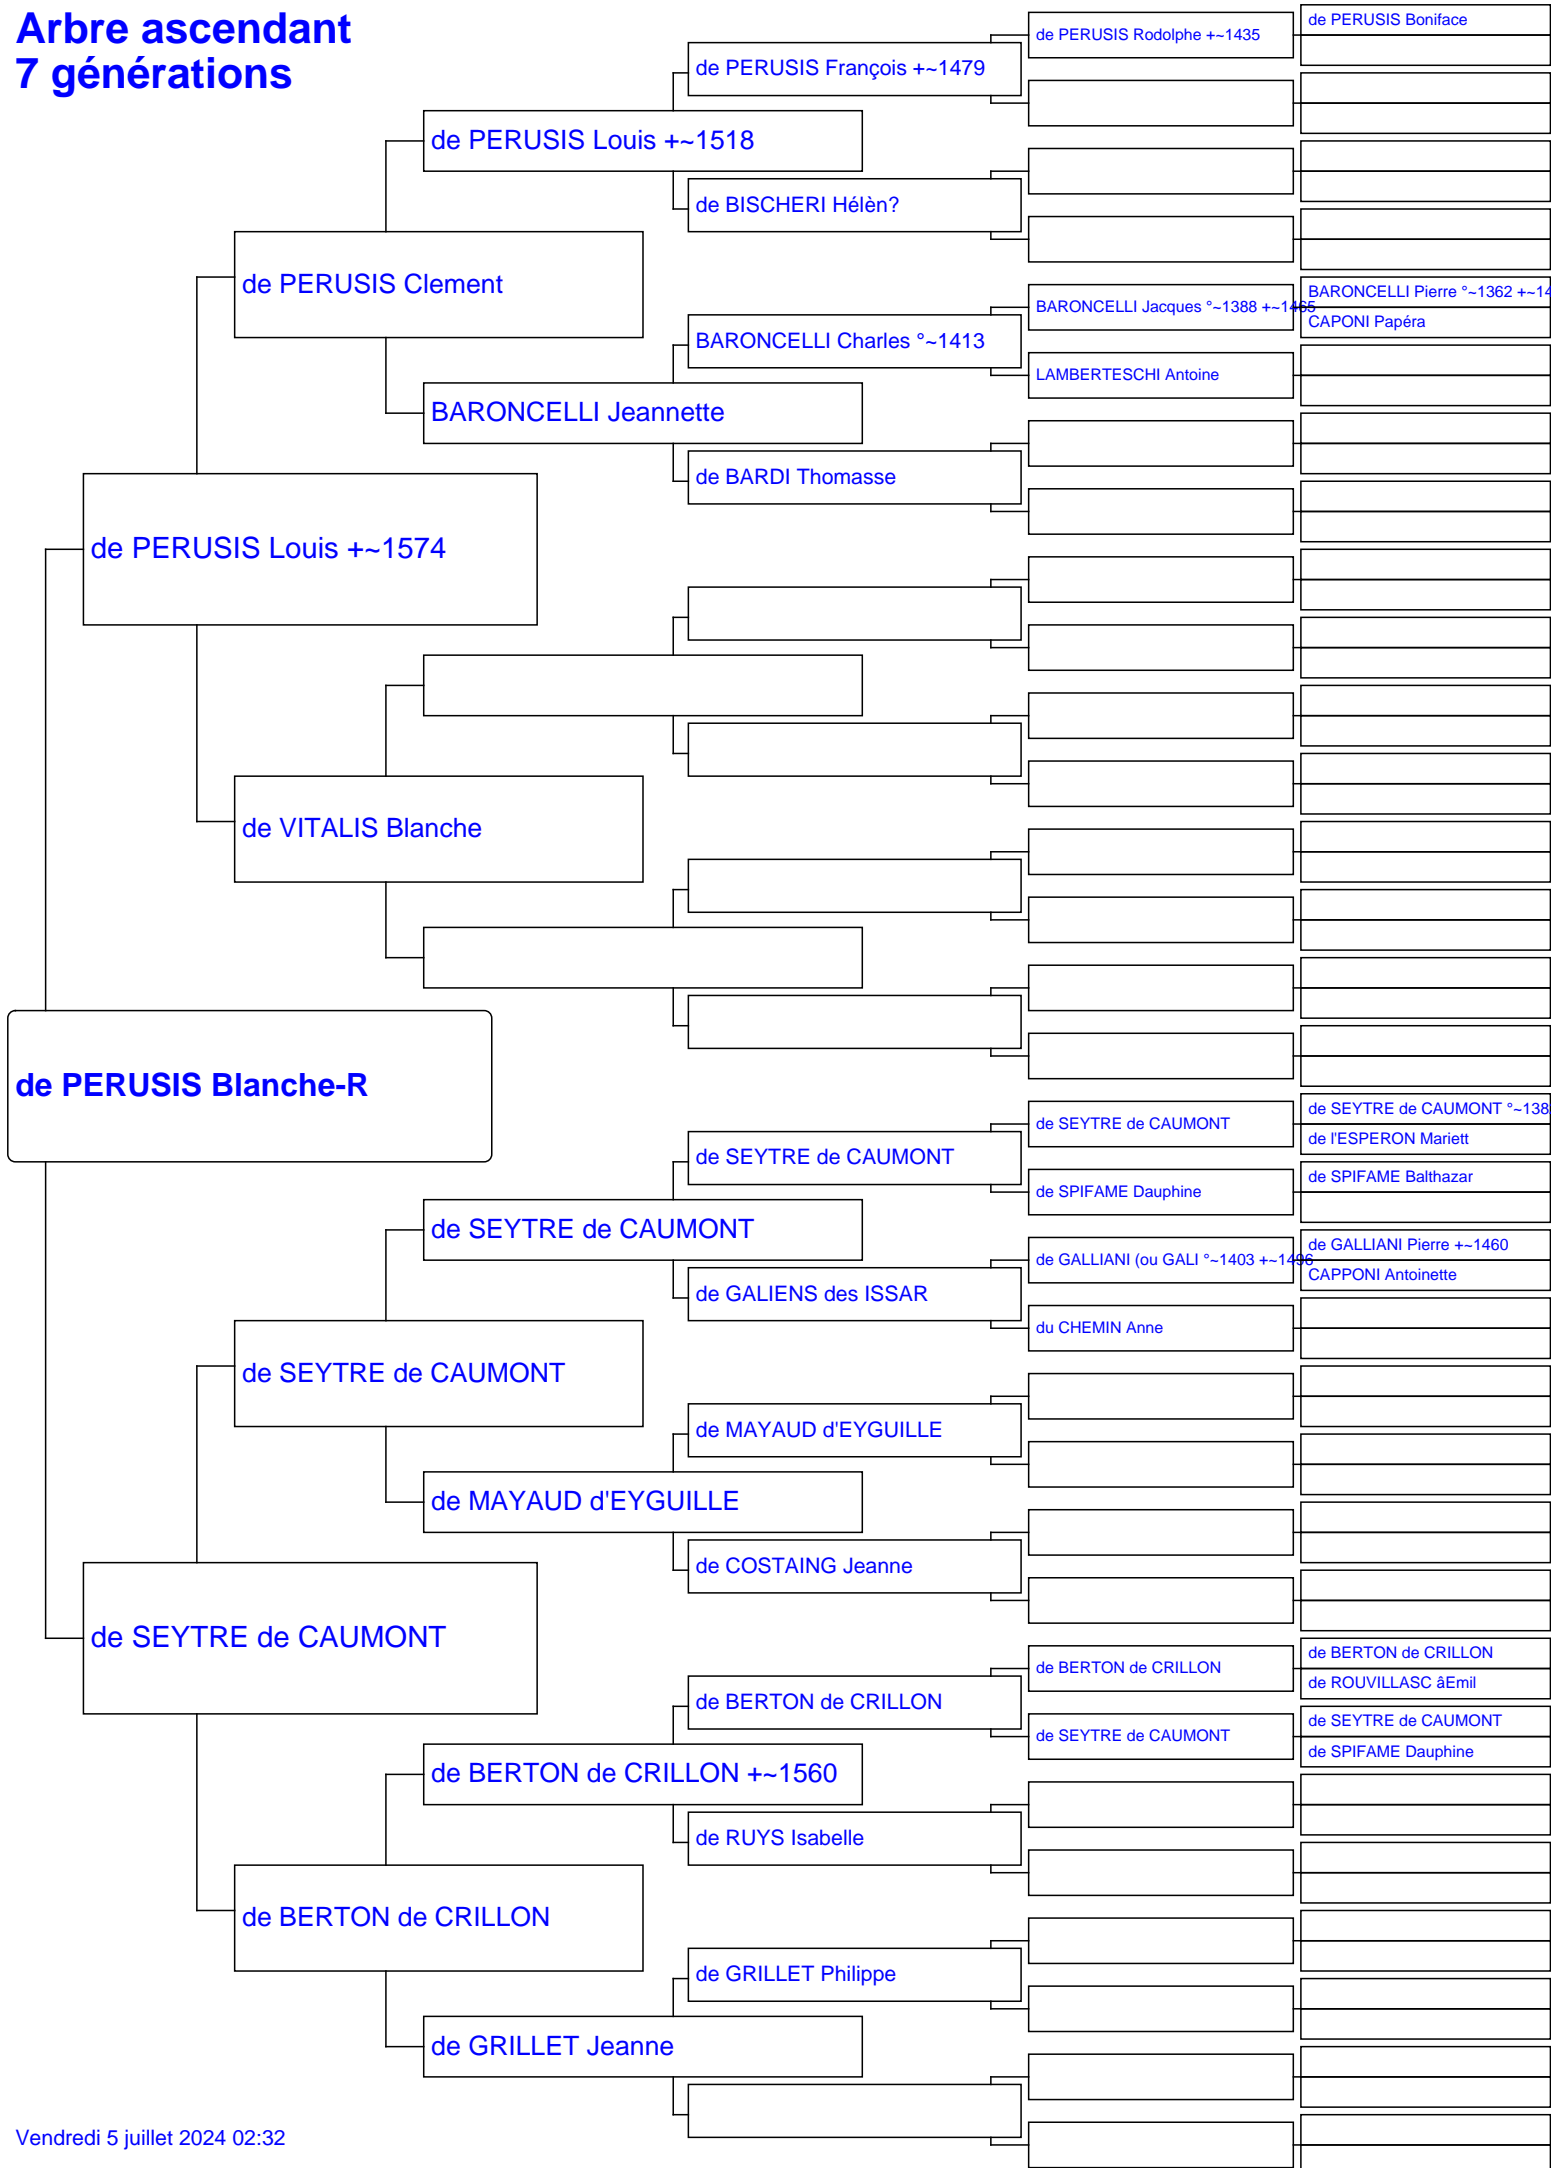 Arbre ascendant
7 générations
de PERUSIS Boniface
de PERUSIS Rodolphe +~1435
de PERUSIS François +~1479
de PERUSIS Louis +~1518
de BISCHERI Hélèn?
de PERUSIS Clement
BARONCELLI Pierre °~1362 +~14
BARONCELLI Jacques °~1388 +~1465
CAPONI Papéra
BARONCELLI Charles °~1413
LAMBERTESCHI Antoine
BARONCELLI Jeannette
de BARDI Thomasse
de PERUSIS Louis +~1574
de VITALIS Blanche
de PERUSIS Blanche-R
de SEYTRE de CAUMONT °~138
de SEYTRE de CAUMONT
de l'ESPERON Mariett
de SEYTRE de CAUMONT
de SPIFAME Balthazar
de SPIFAME Dauphine
de SEYTRE de CAUMONT
de GALLIANI Pierre +~1460
de GALLIANI (ou GALI °~1403 +~1496
CAPPONI Antoinette
de GALIENS des ISSAR
du CHEMIN Anne
de SEYTRE de CAUMONT
de MAYAUD d'EYGUILLE
de MAYAUD d'EYGUILLE
de COSTAING Jeanne
de SEYTRE de CAUMONT
de BERTON de CRILLON
de BERTON de CRILLON
de ROUVILLASC âEmil
de BERTON de CRILLON
de SEYTRE de CAUMONT
de SEYTRE de CAUMONT
de SPIFAME Dauphine
de BERTON de CRILLON +~1560
de RUYS Isabelle
de BERTON de CRILLON
de GRILLET Philippe
de GRILLET Jeanne
Vendredi 5 juillet 2024 02:32